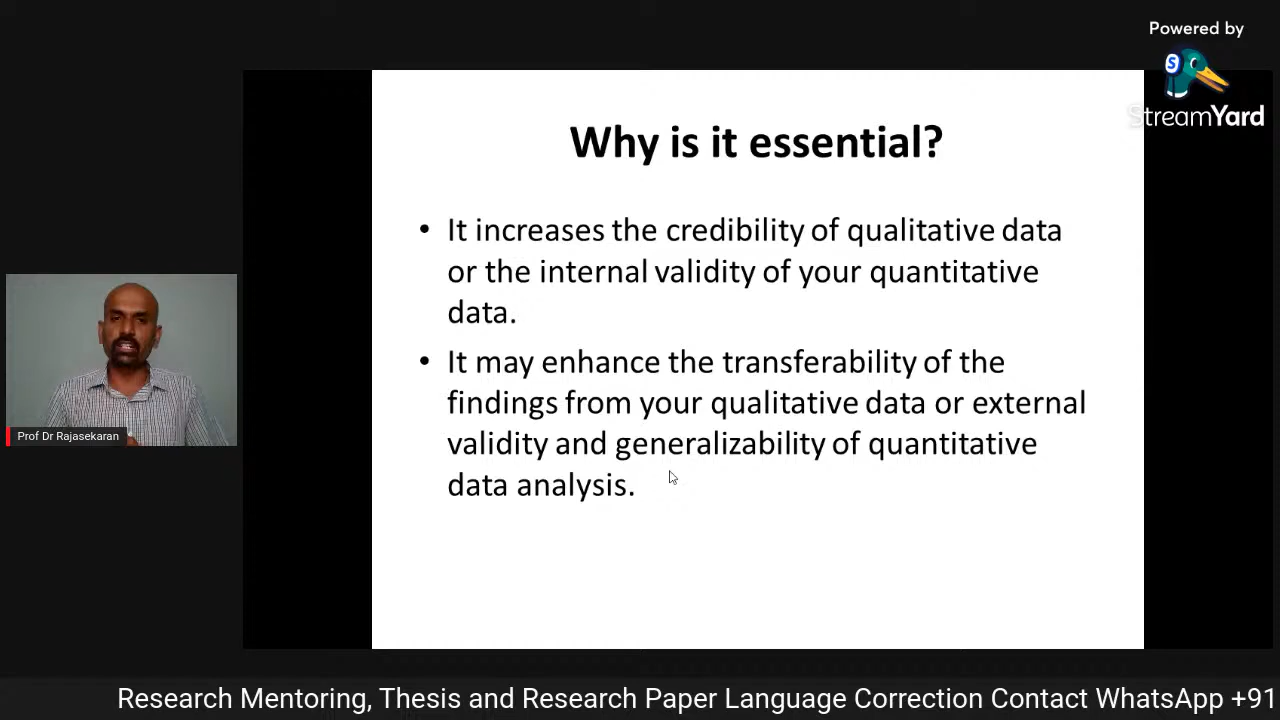 Powered by
StreamYard
Why is it essential?
• It increases the credibility of qualitative data
or the internal validity of your quantitative
data.
• It may enhance the transferability of the
findings from your qualitative data or external
validity and generalizability of quantitative
data analysis.
Prof Dr Rajasekaran
Research Mentoring, Thesis and Research Paper Language Correction Contact WhatsApp +91